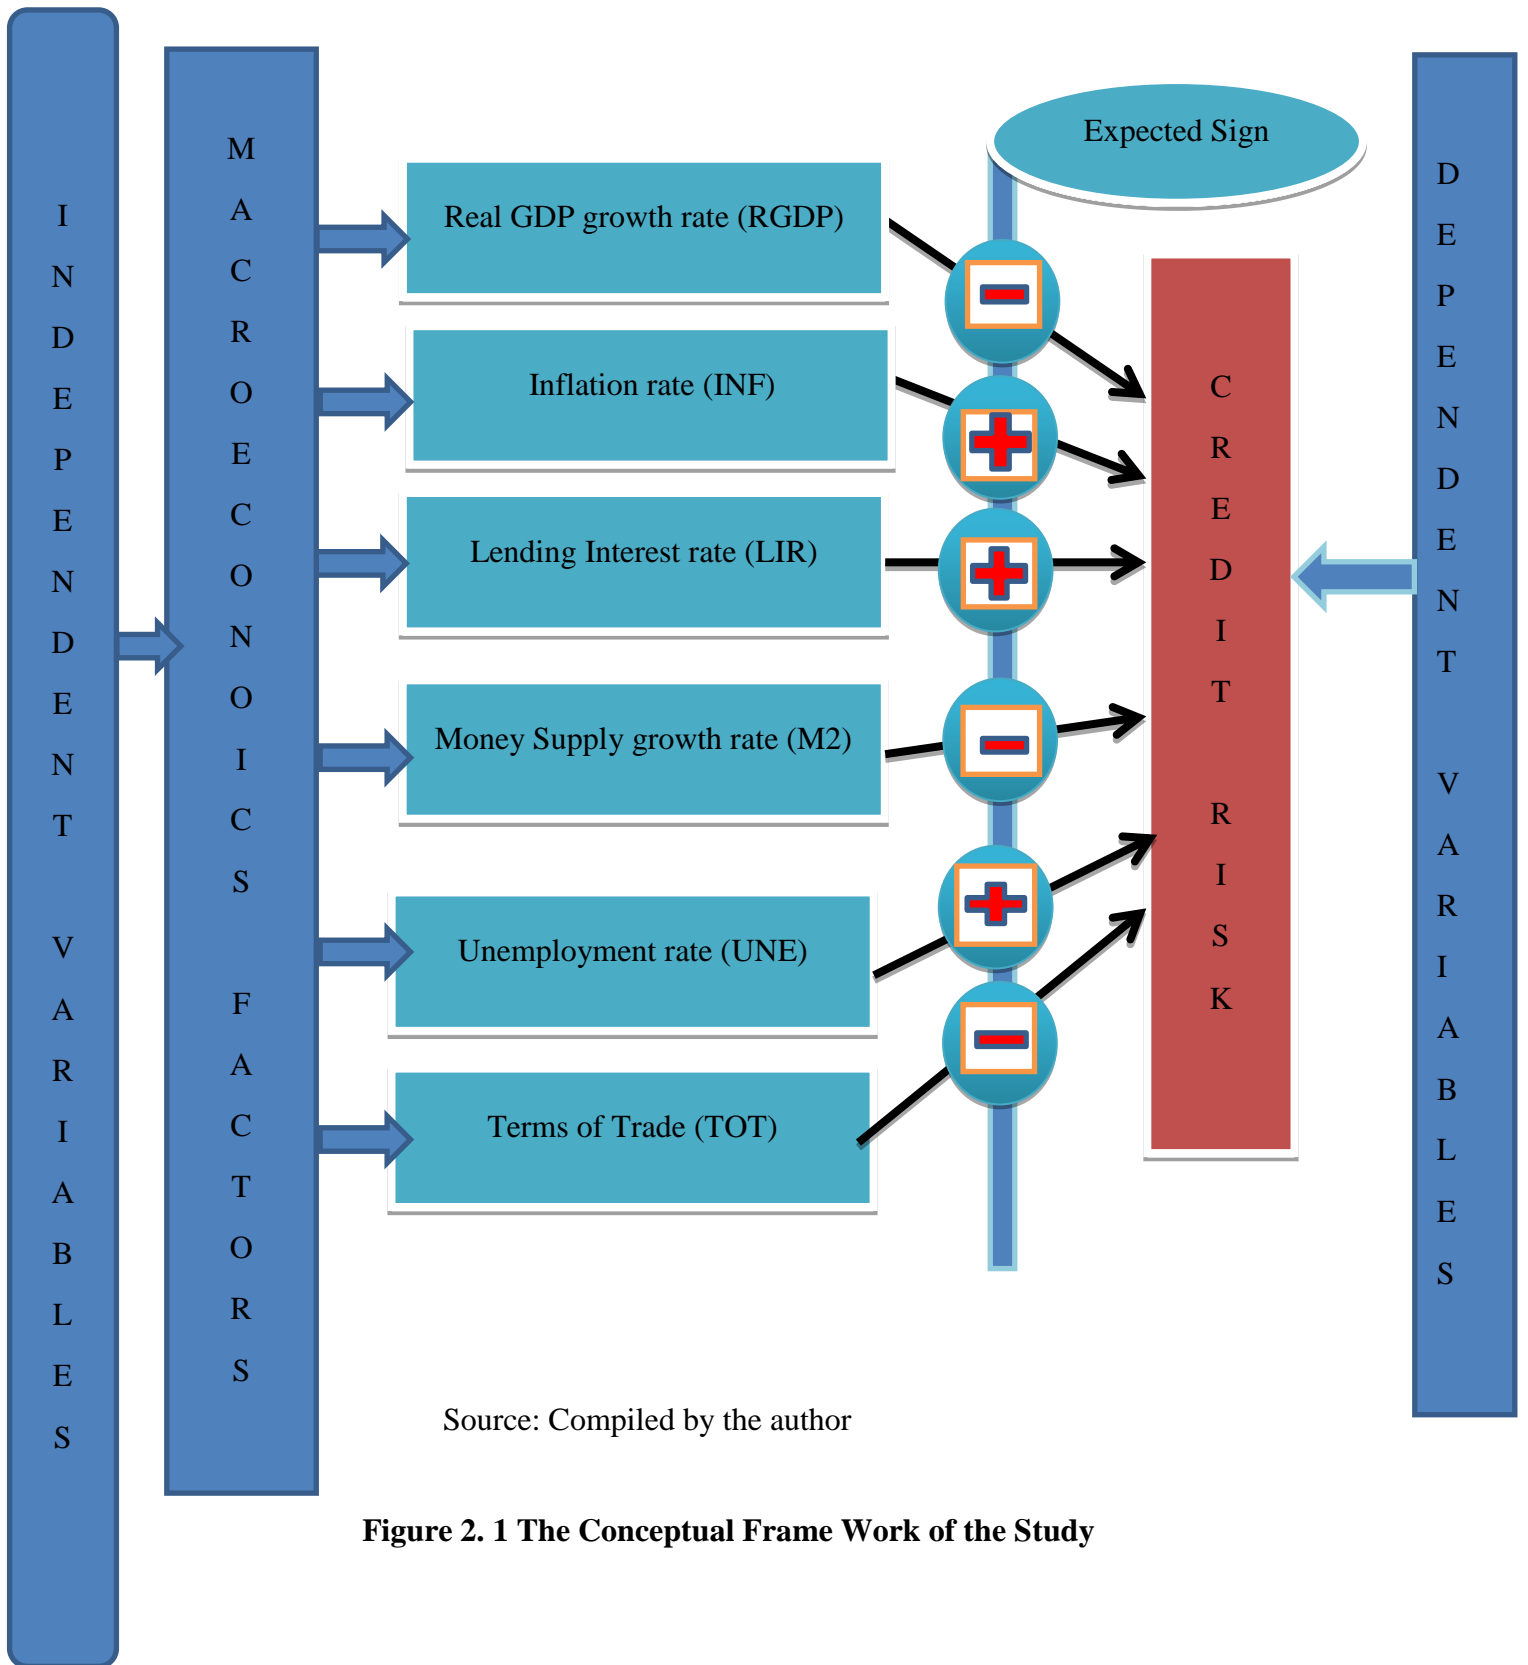 INDEPENDENT VARIABLES
MACROECONOICS FACTORS
Expected Sign
Real GDP growth rate (RGDP)
Inflation rate (INF)
Lending Interest rate (LIR)
Money Supply growth rate (M2)
Unemployment rate (UNE)
Terms of Trade (TOT)
CREDIT RISK
DEPENDENT VARIABLES
Source: Compiled by the author
Figure 2. 1 The Conceptual Frame Work of the Study